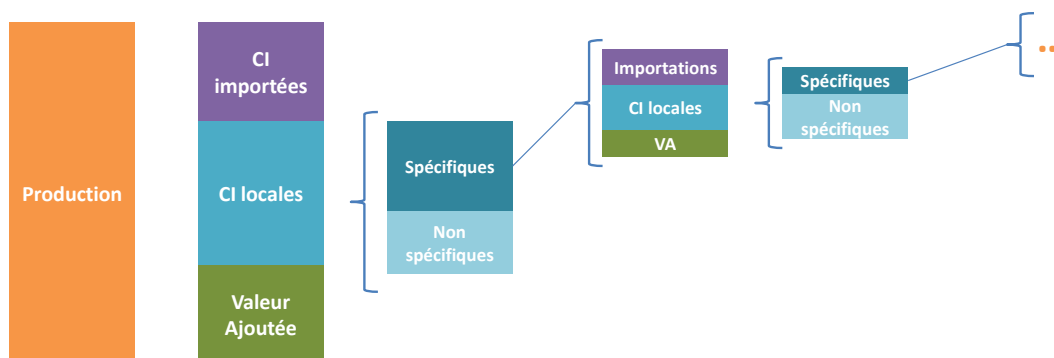 Production
CI
importées
CI locales
Valeur
Ajoutée
Spécifiques
Non
spécifiques
Importations
CI locales
VA
Spécifiques
Non
spécifiques
..